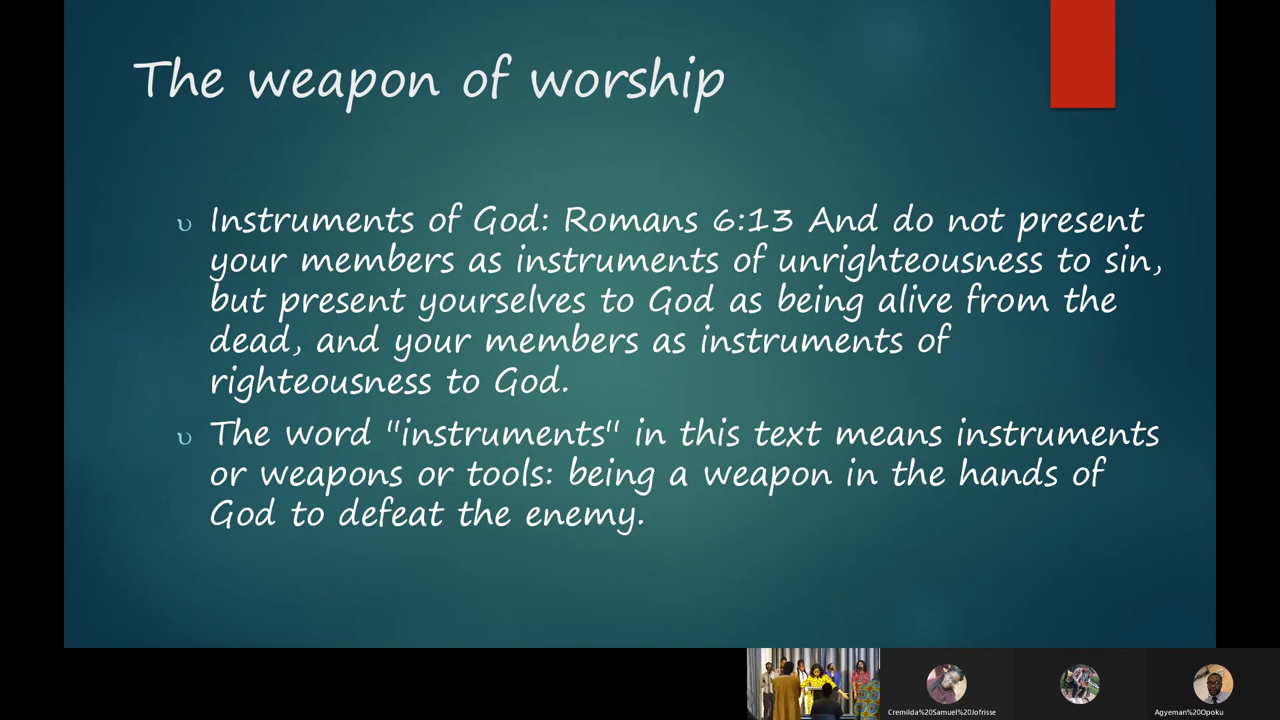 The weapon of worship
Instruments of God: Romans 6:13 And do not present
your members as instruments of unrighteousness to sin,
but present yourselves to God as being alive from the
dead, and your members as instruments of
righteousness to God.
The word "instruments" in this text means instruments
or weapons or tools: being a weapon in the hands of
God to defeat the enemy.
Cremilda%20Samuel%20Jofrisse
Agyeman%20Opoku